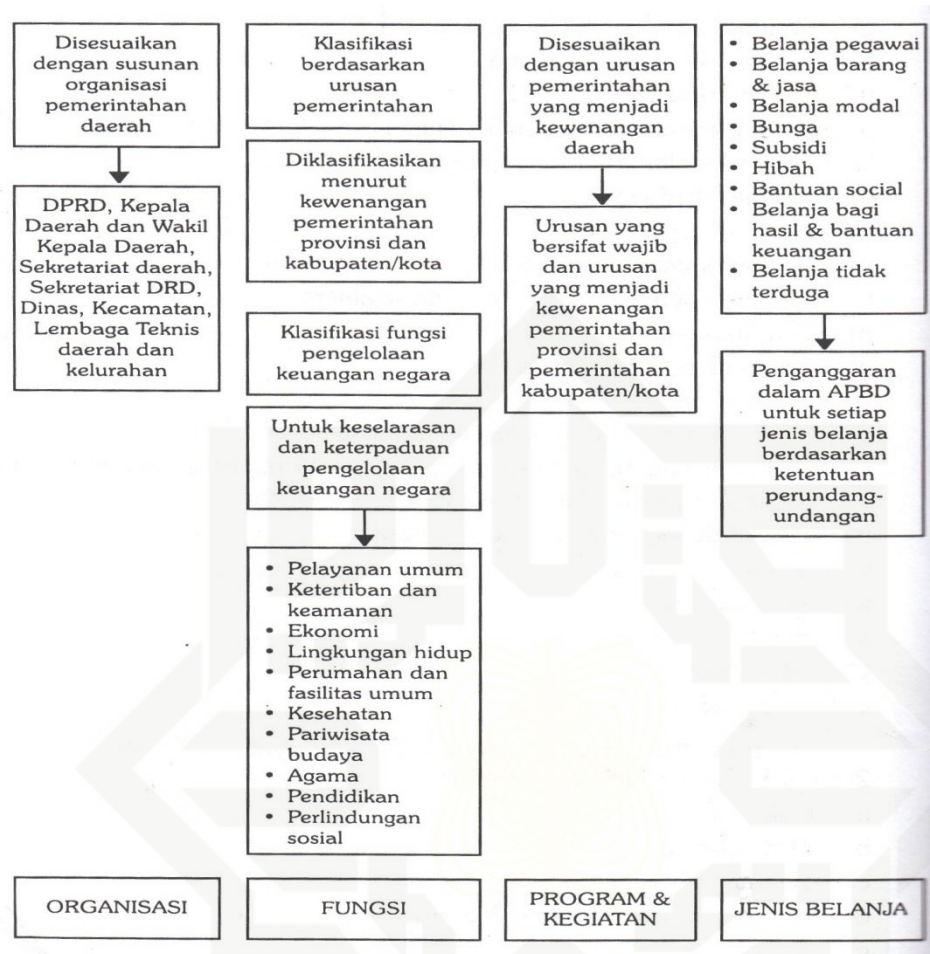 Disesuaikan
dengan susunan
organisasi
pemerintahan
daerah
DPRD, Kepala
Daerah dan Wakil
Kepala Daerah,
Sekretariat daerah,
Sekretariat DRD,
Dinas, Kecamatan,
Lembaga Teknis
daerah dan
kelurahan
Klasifikasi
berdasarkan
urusan
pemerintahan
Diklasifikasikan
menurut
kewenangan
pemerintahan
provinsi dan
kabupaten/kota
Klasifikasi fungsi
pengelolaan
keuangan negara
Untuk keselarasan
dan keterpaduan
pengelolaan
keuangan negara
• Pelayanan umum
• Ketertiban dan
keamanan
• Ekonomi
• Lingkungan hidup
• Perumahan dan
fasilitas umum
• Kesehatan
• Pariwisata
budaya
• Agama
• Pendidikan
• Perlindungan
sosial
Disesuaikan
dengan urusan
pemerintahan
yang menjadi
kewenangan
daerah
Urusan yang
bersifat wajib
dan urusan
yang menjadi
kewenangan
pemerintahan
provinsi dan
pemerintahan
kabupaten/kota
• Belanja pegawai
• Belanja barang
& jasa
• Belanja modal
• Bunga
• Subsidi
• Hibah
• Bantuan social
• Belanja bagi
hasil & bantuan
keuangan
• Belanja tidak
terduga
Penganggaran
dalam APBD
untuk setiap
jenis belanja
berdasarkan
ketentuan
perundang-
undangan
ORGANISASI
FUNGSI
PROGRAM &
KEGIATAN
JENIS BELANJA